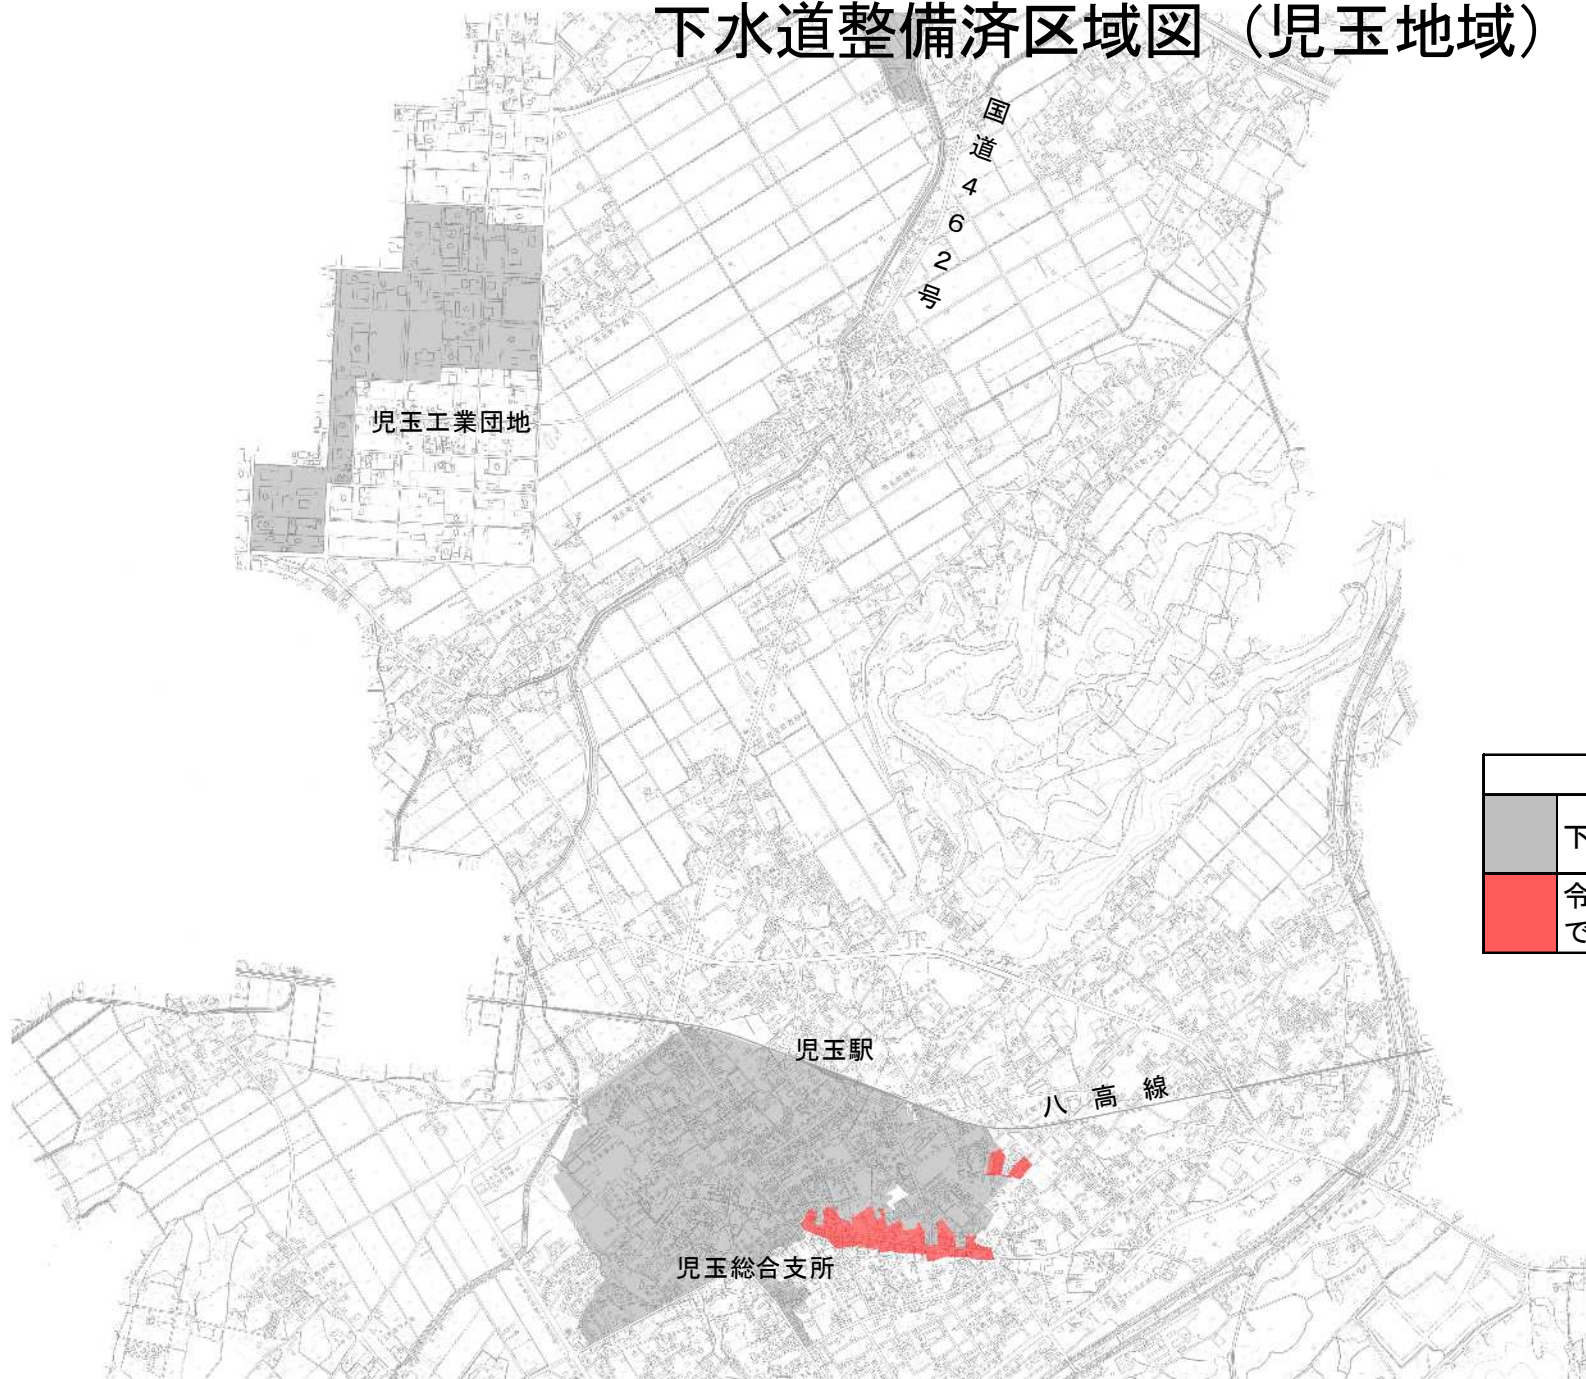 下水道整備済区域図（児玉地域）
国道462号
児玉工業団地
下
令
で
児玉駅
八高線
児玉総合支所